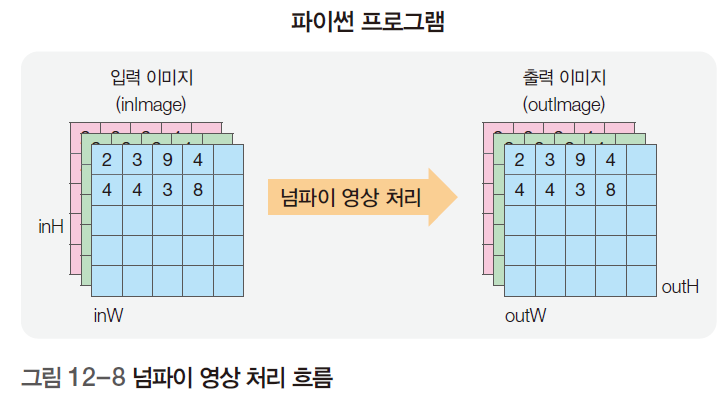 파이썬 프로그램
입력 이미지
(inImage)
출력 이미지
(outImage)
2 3 9 4
4 4 3 8
inH
inW
넘파이 영상 처리
2 3 9 4
4 4 3 8
outH
outW
그림 12-8 넘파이 영상 처리 흐름